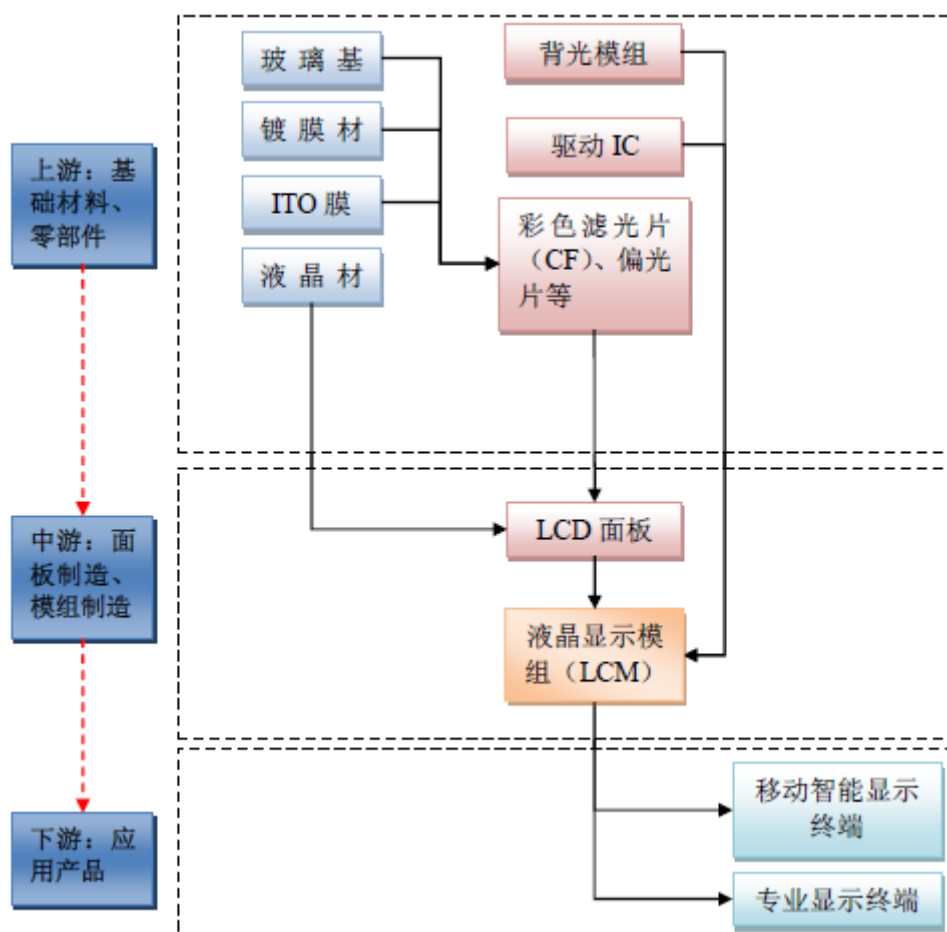 玻璃基
背光模组
镀膜材
驱动 IC
上游：基
础材料、
零部件
ITO 膜
彩色滤光片
（CF）、偏光
片等
液晶材
中游：面
板制造、
模组制造
LCD 面板
液晶显示模
组（LCM）
下游：应
用产品
移动智能显示
终端
专业显示终端